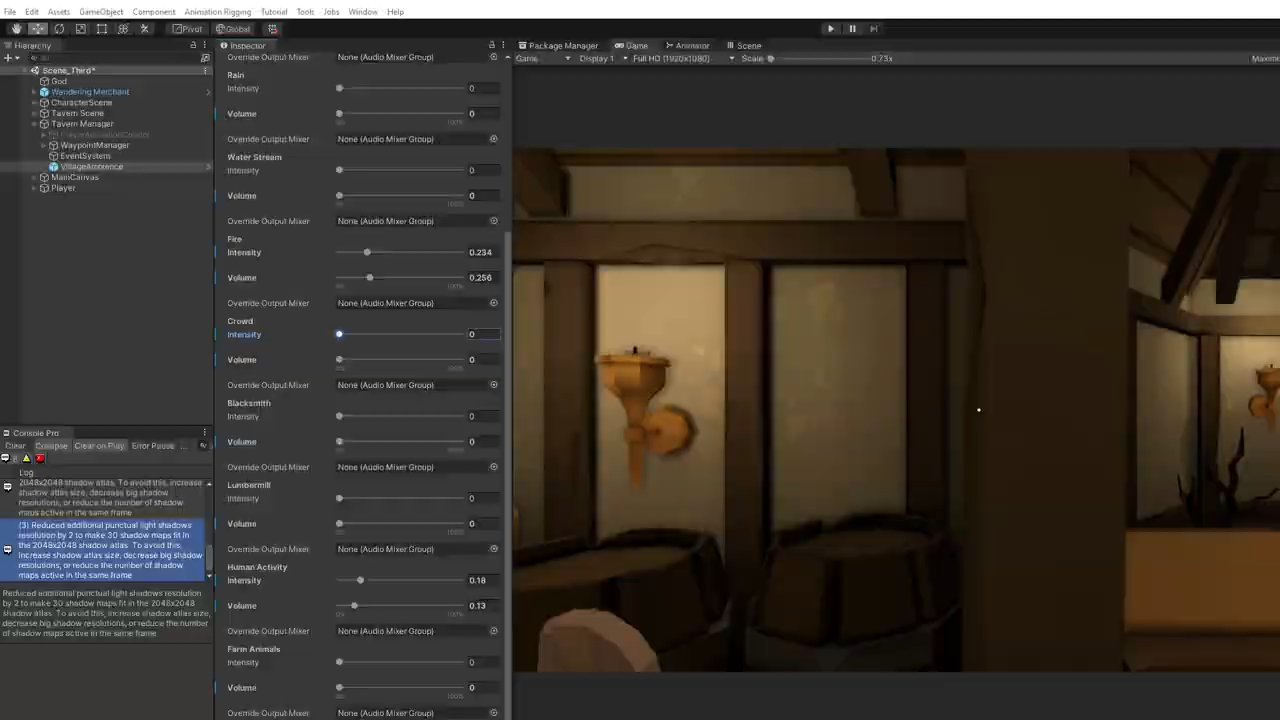 File Edit Assets GameObject Component Animation Rigging Tutorial Tools Jobs Window Help
Pivot Global
Hierarchy
Inspector
Package Manager Game Animator Scene
Game Display 1 Full HD (1920x1080) Scale 0.73x
Scene_Third*
God
Wandering Merchant
CharacterScene
Tavern Scene
Tavern Manager
WaypointManager
EventSystem
MainCanvas
Player
Override Output Mixer None (Audio Mixer Group)
Rain
Intensity 0
Volume 0
Override Output Mixer None (Audio Mixer Group)
Water Stream
Intensity 0
Volume 0
Override Output Mixer None (Audio Mixer Group)
Fire
Intensity 0.234
Volume 0.256
Override Output Mixer None (Audio Mixer Group)
Crowd
Intensity 0
Volume 0
Override Output Mixer None (Audio Mixer Group)
Blacksmith
Intensity 0
Volume 0
Override Output Mixer None (Audio Mixer Group)
Lumbermill
Intensity 0
Volume 0
Override Output Mixer None (Audio Mixer Group)
Human Activity
Intensity 0.18
Volume 0.13
Override Output Mixer None (Audio Mixer Group)
Farm Animals
Intensity 0
Volume 0
Override Output Mixer None (Audio Mixer Group)
Console Pro
Clear Collapse Clear on Play Error Pause ...
Log
2048x2048 shadow atlas. To avoid this, increase
shadow atlas size, decrease big shadow
resolutions, or reduce the number of shadow
maps active in the same frame
(3) Reduced additional punctual light shadows
resolution by 2 to make 30 shadow maps fit in
the 2048x2048 shadow atlas. To avoid this,
increase shadow atlas size, decrease big shadow
resolutions, or reduce the number of shadow
maps active in the same frame
Reduced additional punctual light shadows resolution
by 2 to make 30 shadow maps fit in the 2048x2048
shadow atlas. To avoid this, increase shadow atlas size,
decrease big shadow resolutions, or reduce the number
of shadow maps active in the same frame